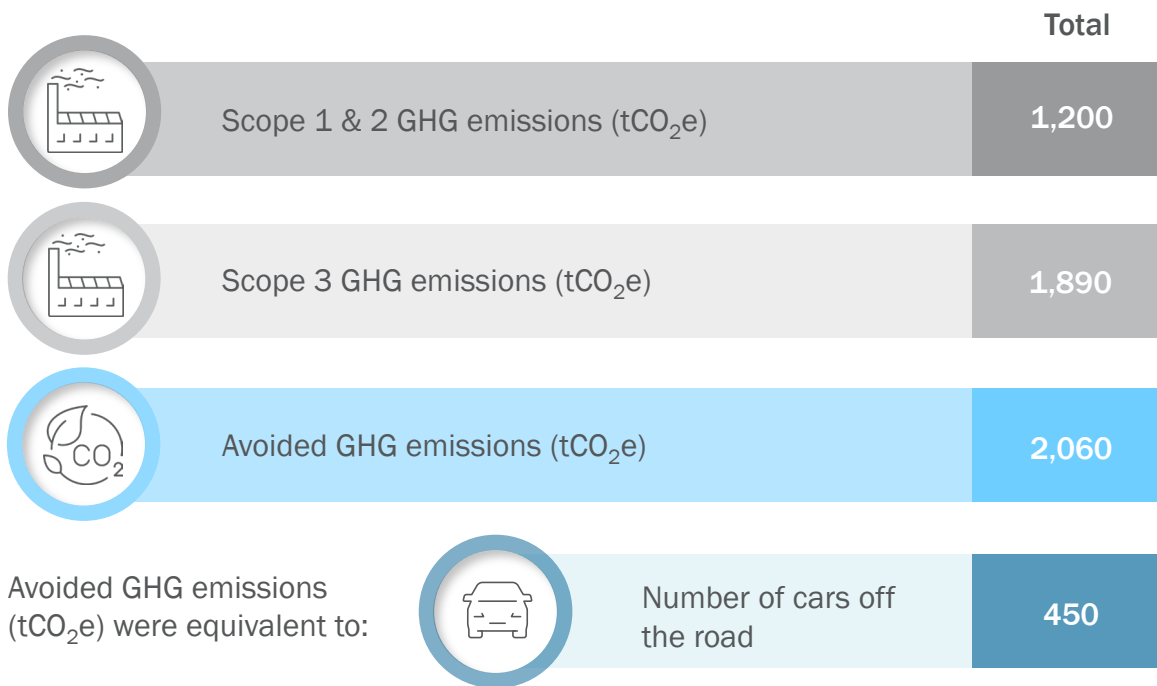 Total
Scope 1 & 2 GHG emissions (tCO₂e)
1,200
Scope 3 GHG emissions (tCO₂e)
1,890
CO₂
Avoided GHG emissions (tCO₂e)
2,060
Avoided GHG emissions
(tCO₂e) were equivalent to:
Number of cars off
the road
450